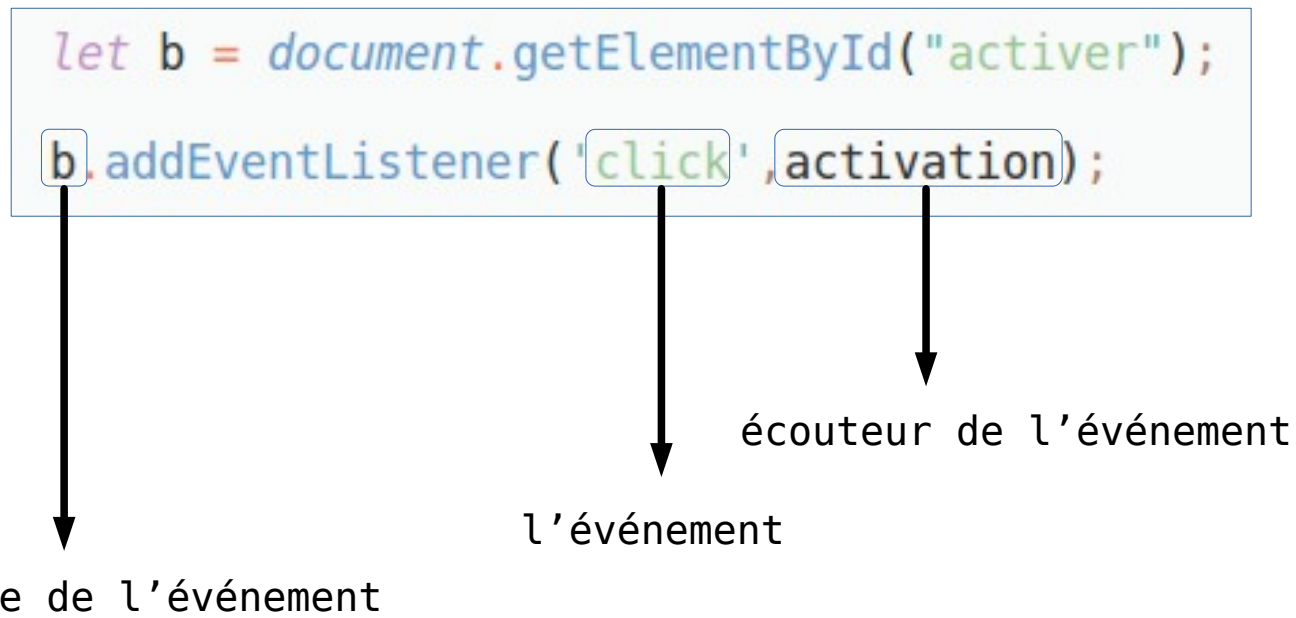 let b = document.getElementById("activer");
b.addEventListener('click',activation);
écouteur de l’événement
l’événement
e de l’événement